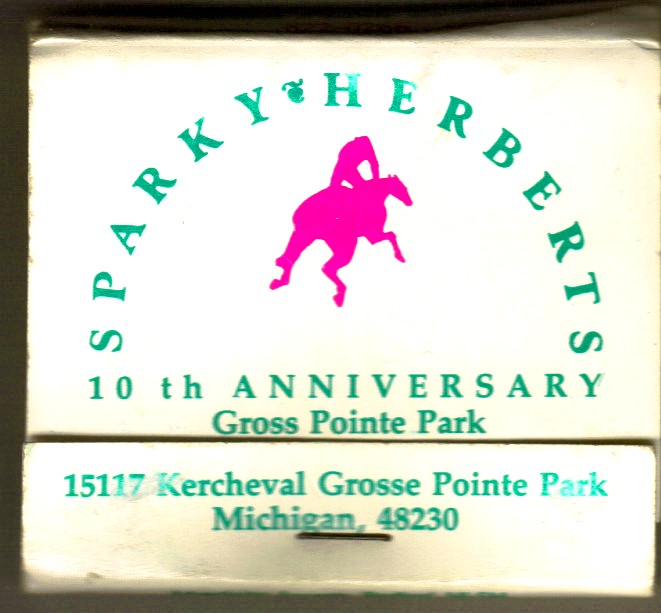 SPARKY & HERBERTS
10 th ANNIVERSARY
Gross Pointe Park
15117 Kercheval Grosse Pointe Park
Michigan, 48230